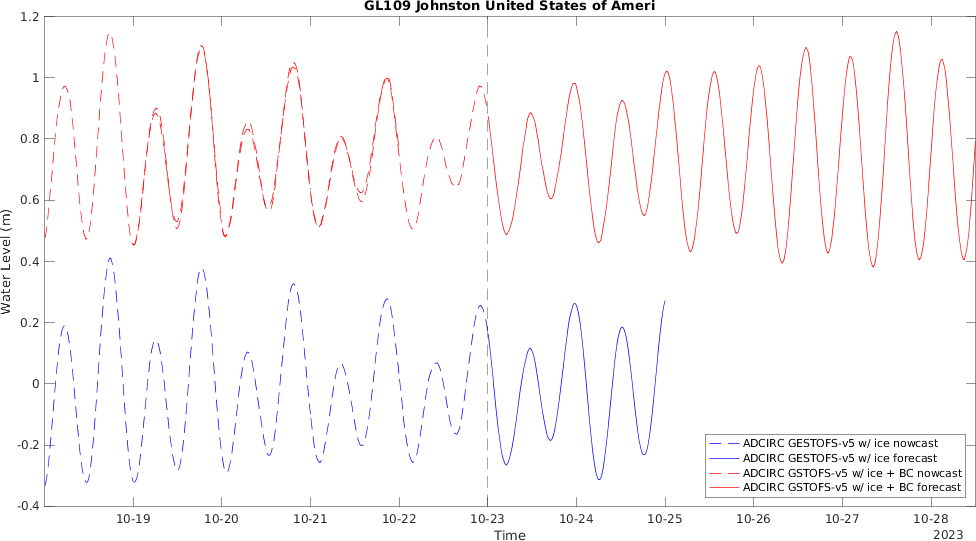 GL109 Johnston United States of Ameri
1.2
1
0.8
0.6
0.4
0.2
0
-0.2
-0.4
Water Level (m)
ADCIRC GESTOFS-v5 w/ ice nowcast
ADCIRC GESTOFS-v5 w/ ice forecast
ADCIRC GSTOFS-v5 w/ ice + BC nowcast
ADCIRC GSTOFS-v5 w/ ice + BC forecast
10-19 10-20 10-21 10-22 10-23 10-24 10-25 10-26 10-27 10-28
Time
2023